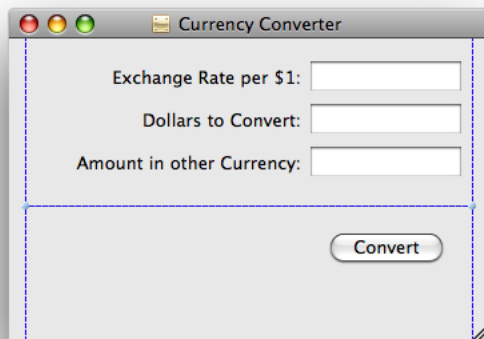 Currency Converter
Exchange Rate per $1:
Dollars to Convert:
Amount in other Currency:
Convert